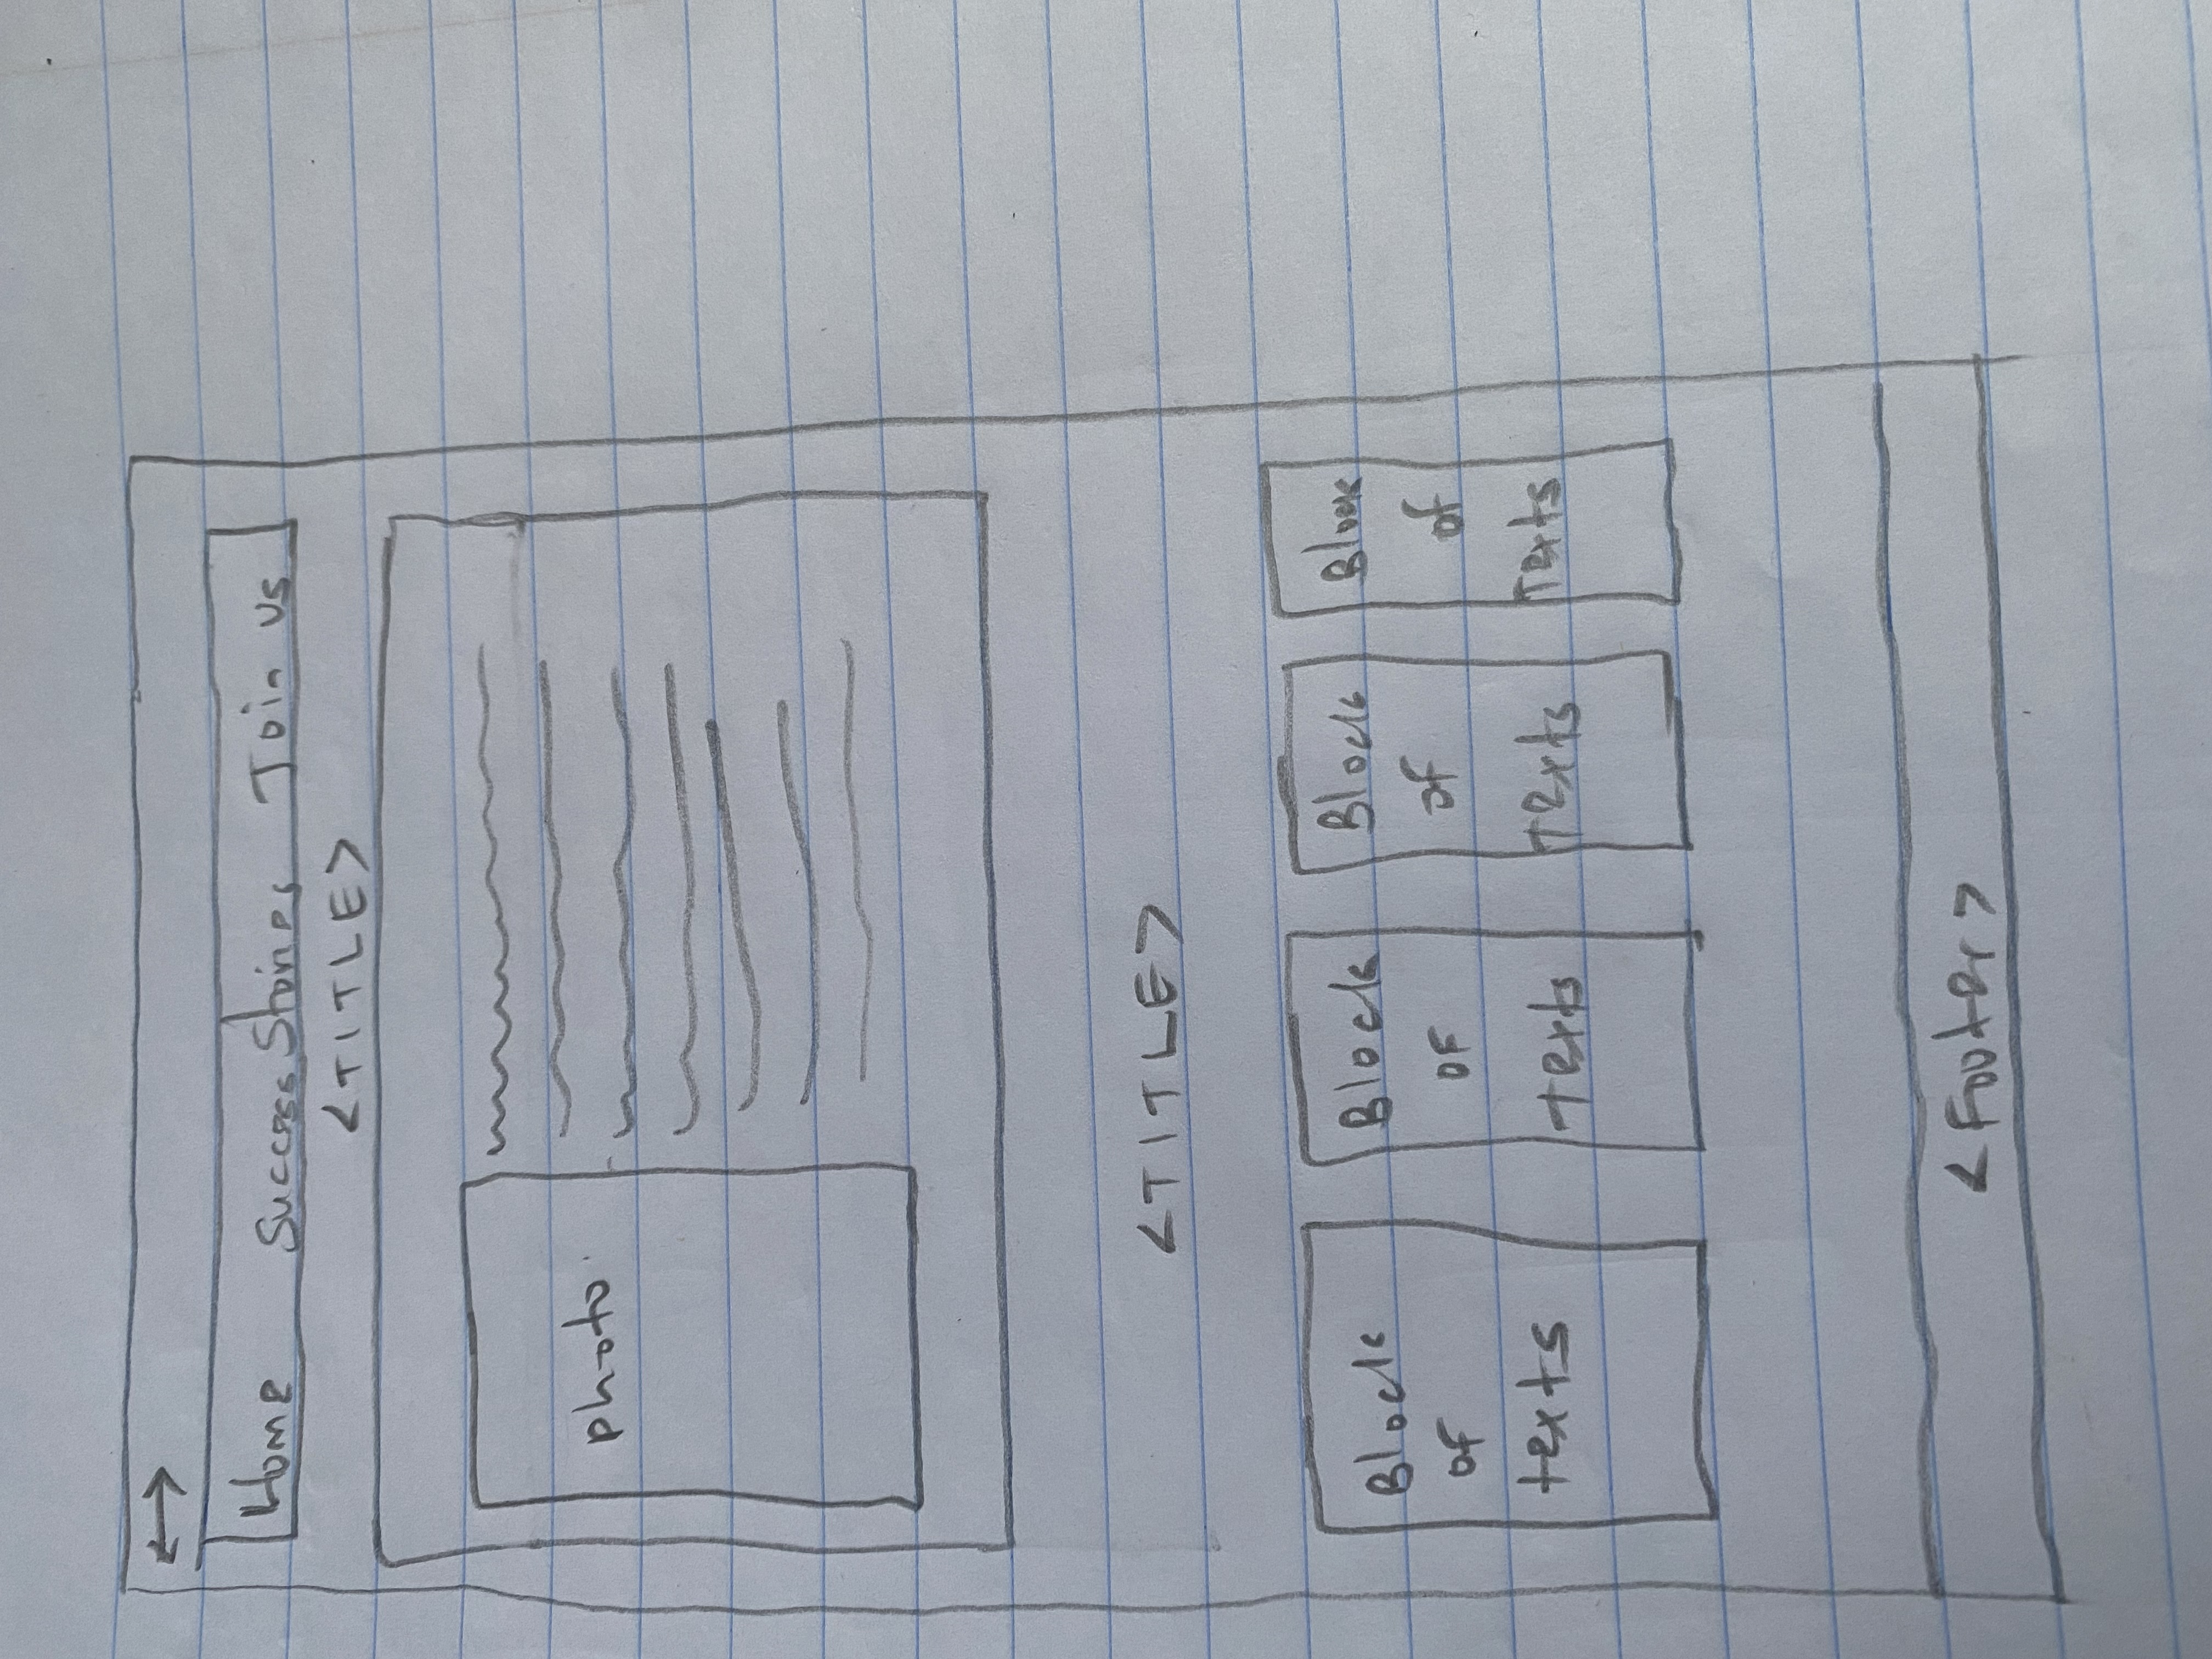 Home Success Stories Join us
<TITLE>
photo
<TITLE>
Block Block Block Block
of OF of of
texts Texts Texts Texts
<Footer>